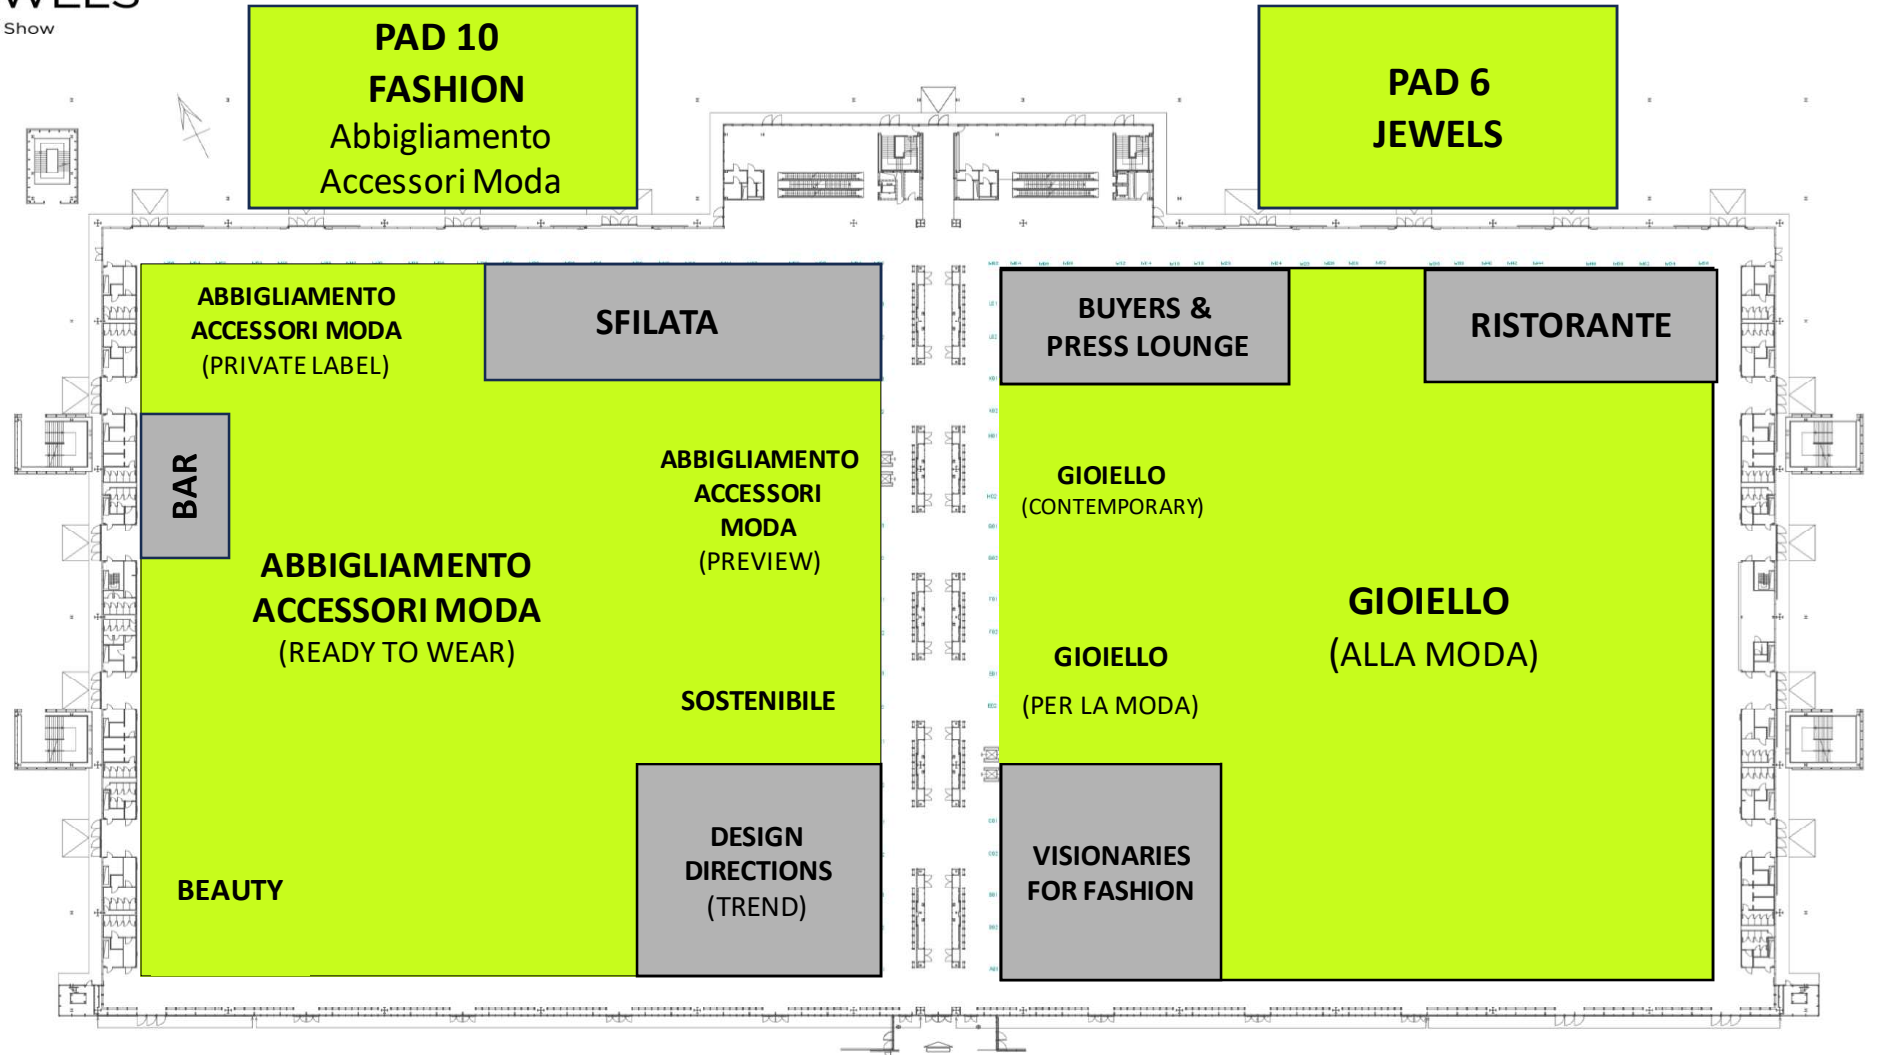 Show
PAD 10
FASHION
Abbigliamento
Accessori Moda
PAD 6
JEWELS
ABBIGLIAMENTO
ACCESSORI MODA
(PRIVATE LABEL)
SFILATA
BUYERS &
PRESS LOUNGE
RISTORANTE
BAR
ABBIGLIAMENTO
ACCESSORI
MODA
(PREVIEW)
GIOIELLO
(CONTEMPORARY)
ABBIGLIAMENTO
ACCESSORI MODA
(READY TO WEAR)
GIOIELLO
(ALLA MODA)
SOSTENIBILE
GIOIELLO
(PER LA MODA)
BEAUTY
DESIGN
DIRECTIONS
(TREND)
VISIONARIES
FOR FASHION